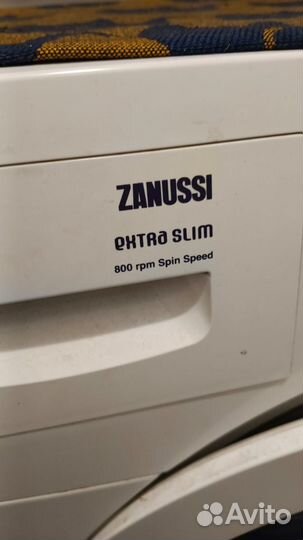 ZANUSSI
extra SLIM
800 rpm Spin Speed
Avito